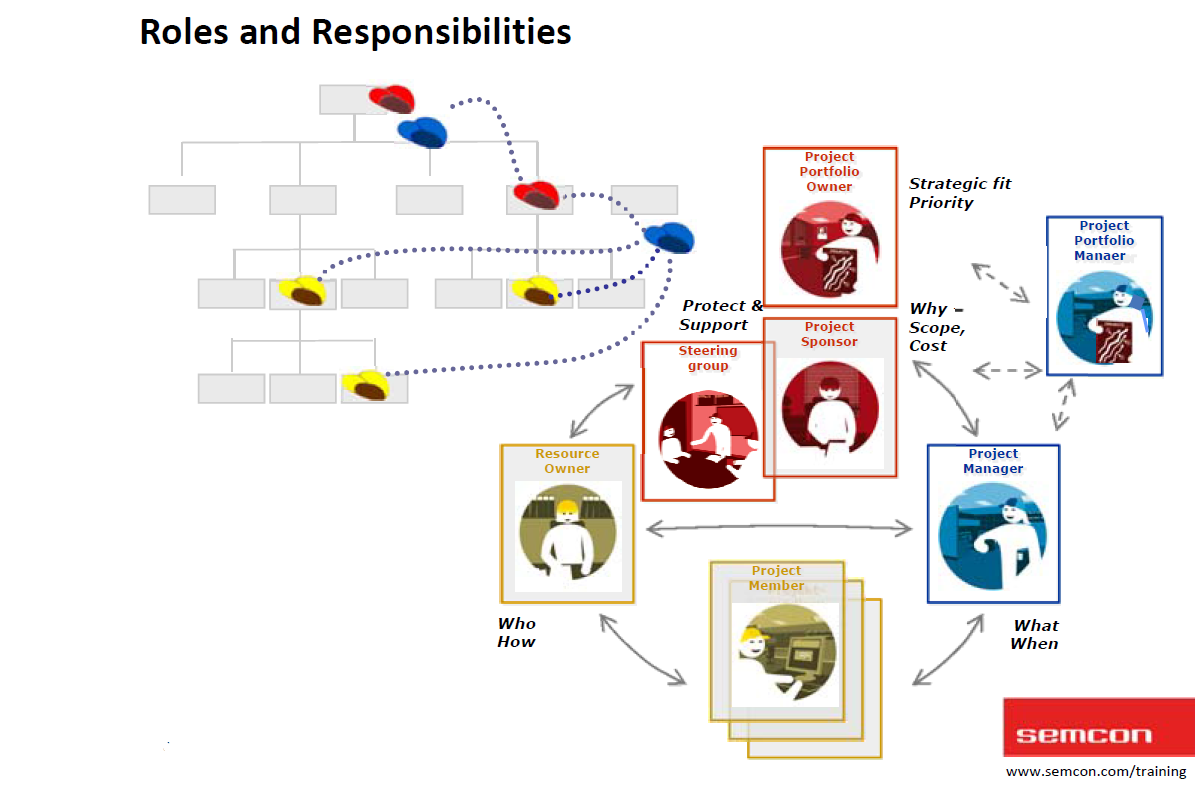 Roles and Responsibilities
Project
Portfolio
Owner
Strategic fit
Priority
Project
Portfolio
Manaer
Protect &
Support
Why –
Scope,
Cost
Project
Sponsor
Steering
group
Resource
Owner
Project
Manager
Project
Member
Who
How
What
When
semcon
www.semcon.com/training